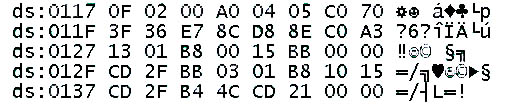 ds:0117 0F 02 00 A0 04 05 C0 70 ☼☻ á♦♣└p
ds:011F 3F 36 E7 8C D8 8E C0 A3 ?6?îÏÄ└ú
ds:0127 13 01 B8 00 15 BB 00 00 ‼☺© §╗
ds:012F CD 2F BB 03 01 B8 10 15 =/╗♥☺©►§
ds:0137 CD 2F B4 4C CD 21 00 00 =/┤L=!